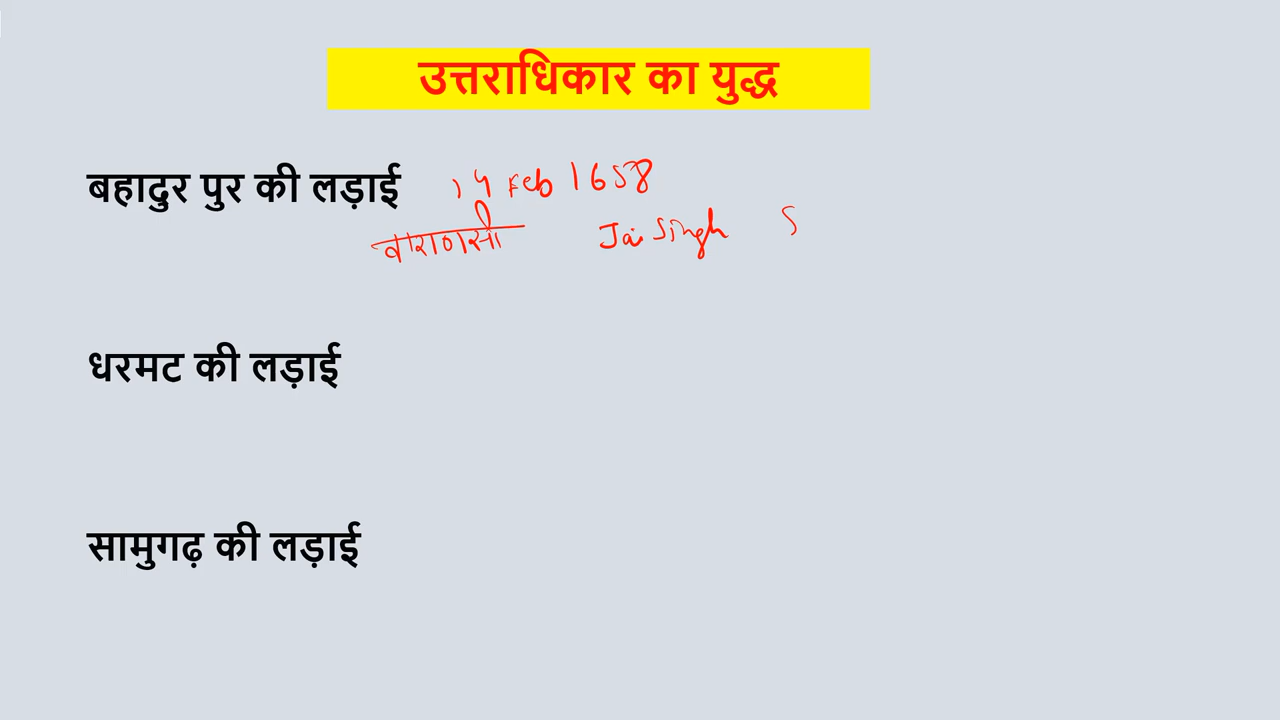 उत्तराधिकार का युद्ध
बहादुर पुर की लड़ाई 14 Feb 1658
वाराणसी Jai Singh S
धरमट की लड़ाई
सामुगढ़ की लड़ाई